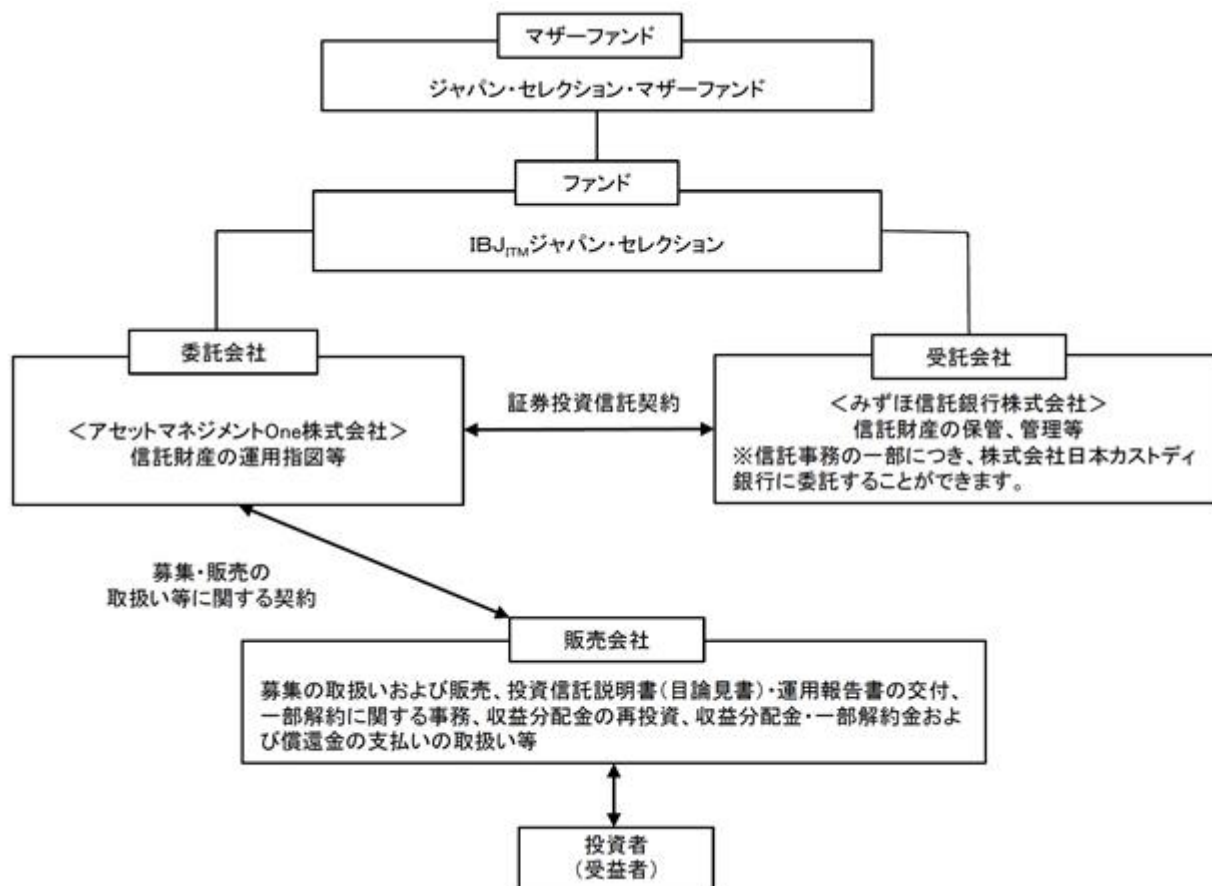 マザーファンド
ジャパン・セレクション・マザーファンド
ファンド
IBJITMジャパン・セレクション
委託会社
<アセットマネジメントOne株式会社>
信託財産の運用指図等
証券投資信託契約
受託会社
<みずほ信託銀行株式会社>
信託財産の保管、管理等
※信託事務の一部につき、株式会社日本カストディ
銀行に委託することができます。
募集・販売の
取扱い等に関する契約
販売会社
募集の取扱いおよび販売、投資信託説明書(目論見書)・運用報告書の交付、
一部解約に関する事務、収益分配金の再投資、収益分配金・一部解約金およ
び償還金の支払いの取扱い等
投資者
(受益者)